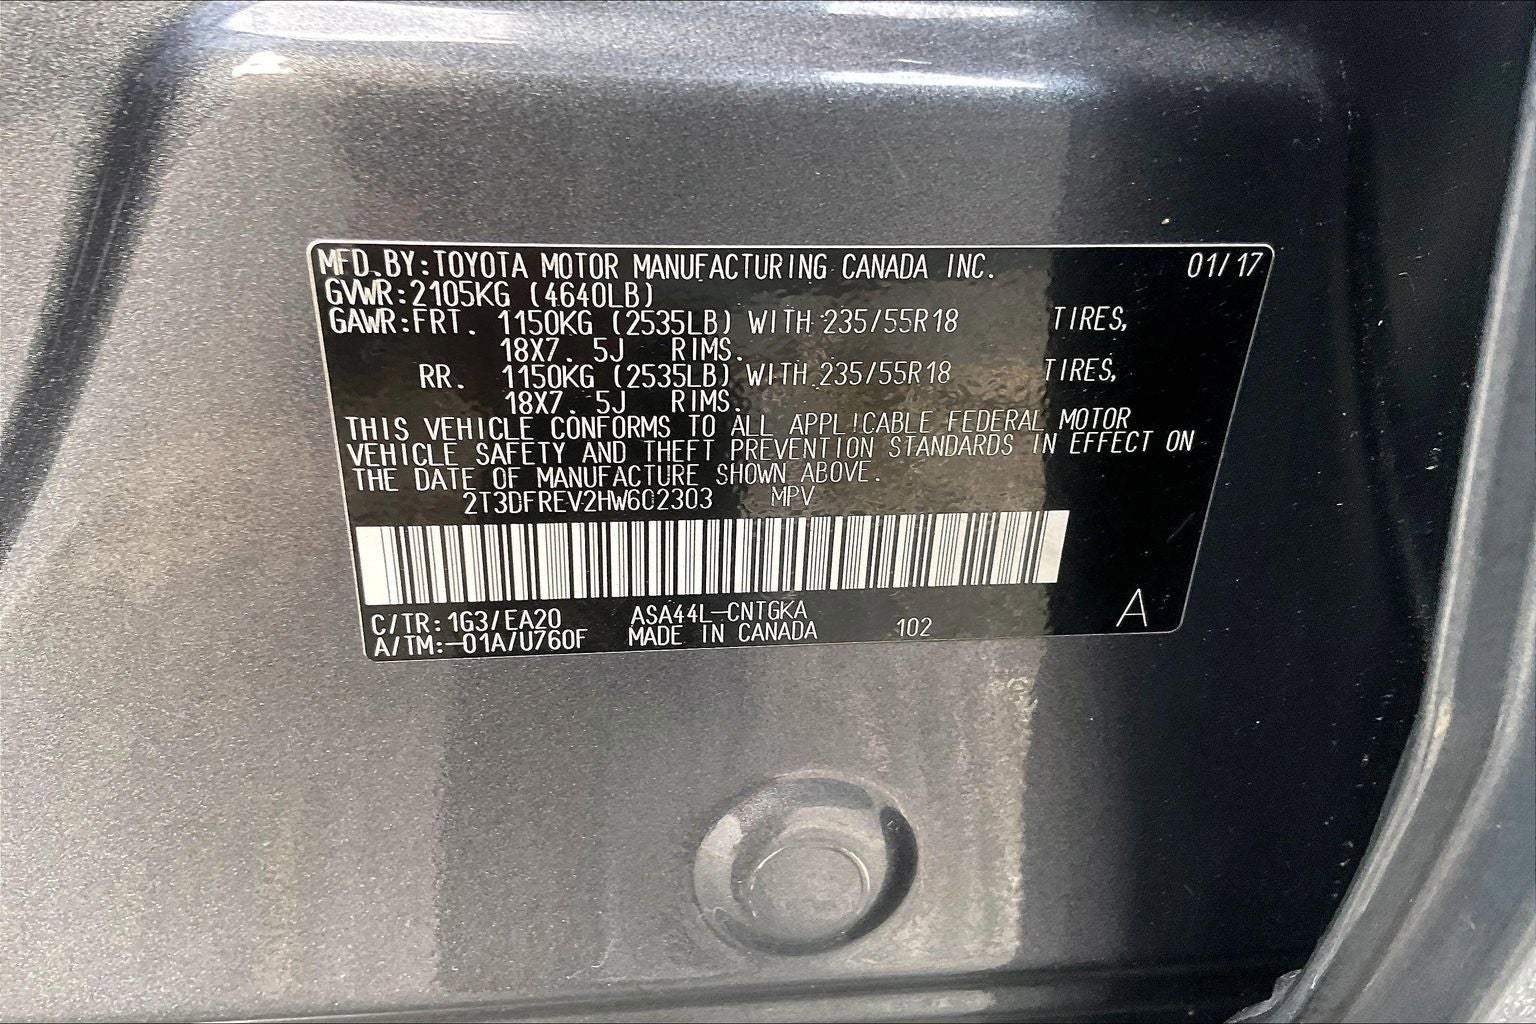 MFD.BY:TOYOTA MOTOR MANUFACTURING CANADA INC. 01/17
GVWR:2105KG (4640LB)
GAWR:FRT. 1150KG (2535LB) WITH 235/55R18 TIRES,
18X7.5J RIMS.
RR. 1150KG (2535LB) WITH 235/55R18 TIRES,
18X7.5J RIMS.
THIS VEHICLE CONFORMS TO ALL APPLICABLE FEDERAL MOTOR
VEHICLE SAFETY AND THEFT PREVENTION STANDARDS IN EFFECT ON
THE DATE OF MANUFACTURE SHOWN ABOVE.
2T3DFREV2HW602303 MPV
C/TR:1G3/EA20 ASA44L-CNTGKA
A/TM:-01A/U760F MADE IN CANADA 102 A